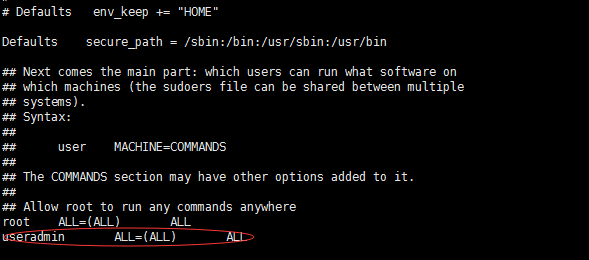 # Defaults   env_keep += "HOME"
Defaults    secure_path = /sbin:/bin:/usr/sbin:/usr/bin
## Next comes the main part: which users can run what software on
## which machines (the sudoers file can be shared between multiple
## systems).
## Syntax:
##
##      user    MACHINE=COMMANDS
##
## The COMMANDS section may have other options added to it.
##
## Allow root to run any commands anywhere
root    ALL=(ALL)       ALL
useradmin       ALL=(ALL)       ALL